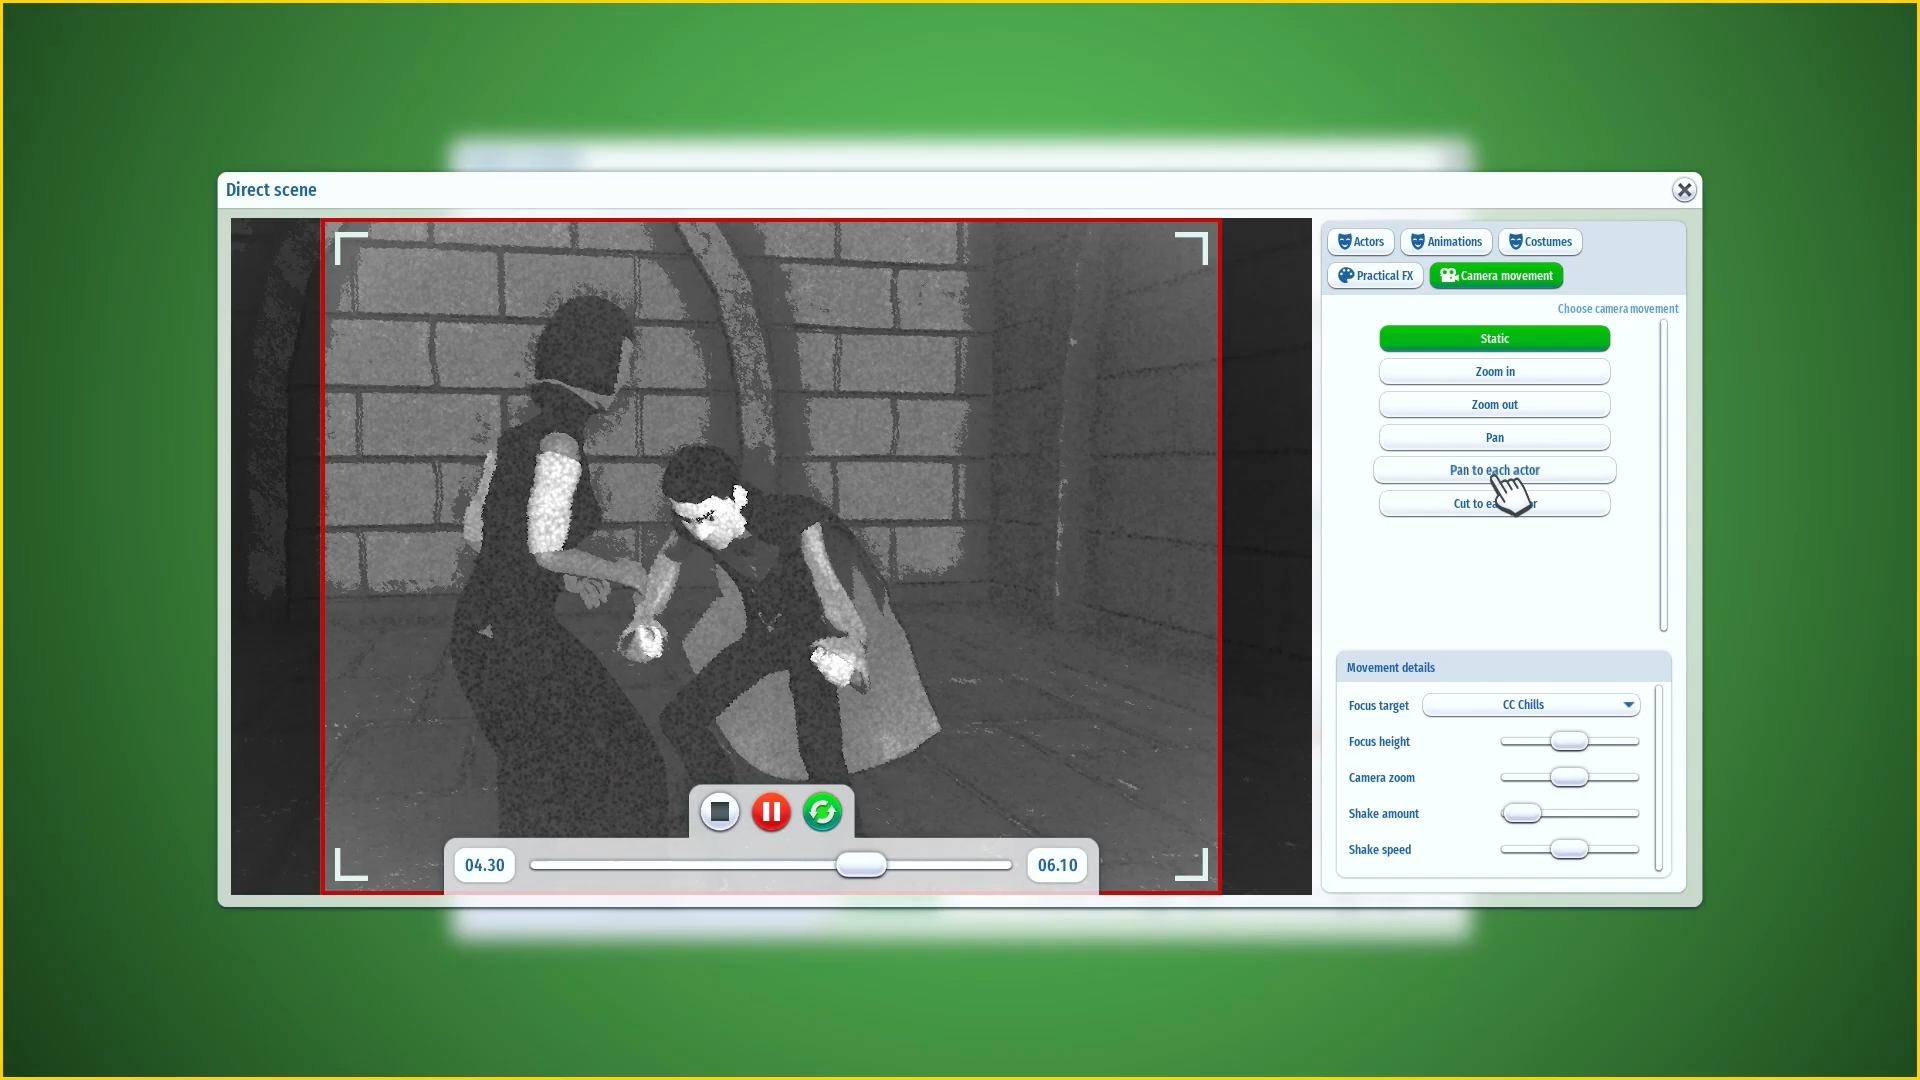 Direct scene
Actors
Animations
Costumes
Practical FX
Camera movement
Choose camera movement
Static
Zoom in
Zoom out
Pan
Pan to each actor
Cut to
Movement details
Focus target
CC Chills
Focus height
Camera zoom
Shake amount
Shake speed
04.30
06.10